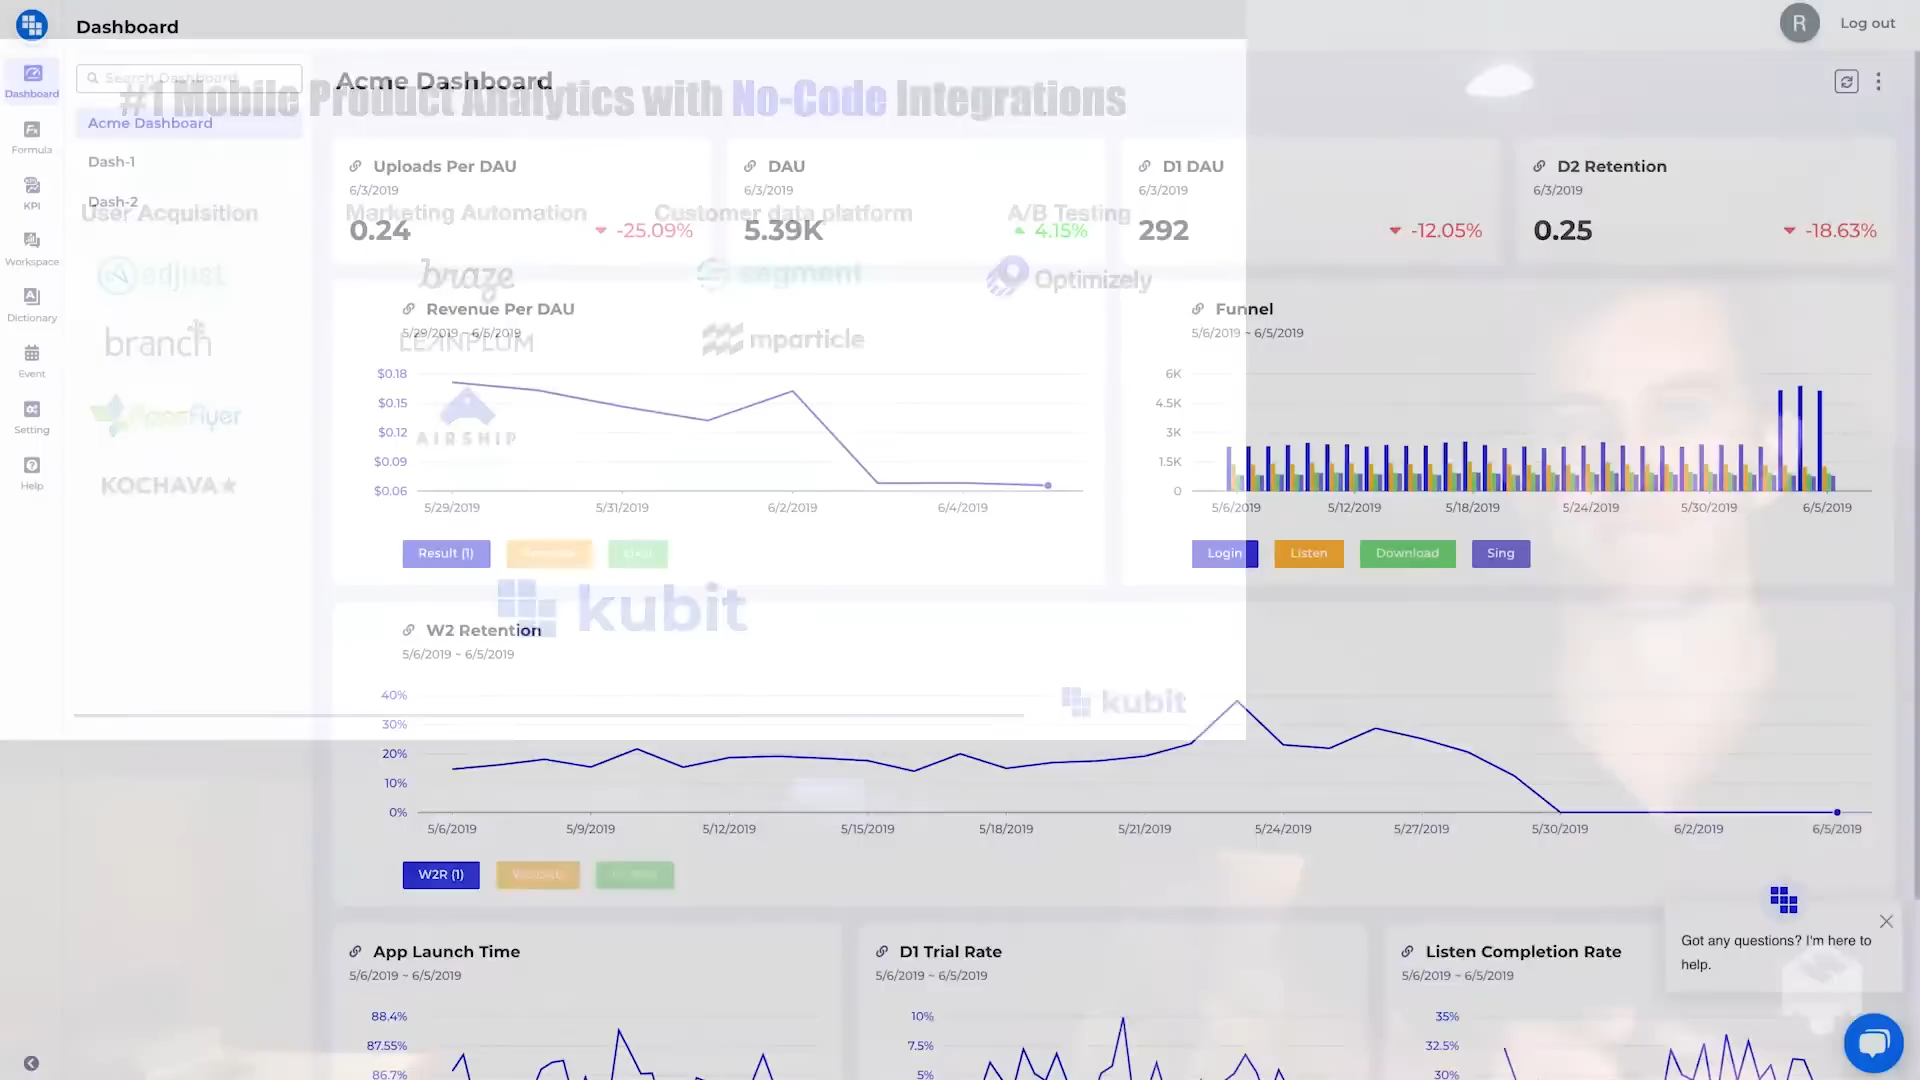 Dashboard
R
Log out
Search Dashboard
Acme Dashboard
#1 Mobile Product Analytics with No-Code Integrations
Dashboard
Formula
KPI
Workspace
Dictionary
Event
Setting
Help
Acme Dashboard
Dash-1
Dash-2
User Acquisition
Marketing Automation
Customer data platform
A/B Testing
adjust
branch
AppsFlyer
KOCHAVA
braze
LEANPLUM
AIRSHIP
segment
mparticle
Optimizely
kubit
kubit
Uploads Per DAU
6/3/2019
0.24
-25.09%
DAU
6/3/2019
5.39K
4.15%
D1 DAU
6/3/2019
292
-12.05%
D2 Retention
6/3/2019
0.25
-18.63%
Revenue Per DAU
5/29/2019 ~ 6/5/2019
$0.18
$0.15
$0.12
$0.09
$0.06
5/29/2019 5/31/2019 6/2/2019 6/4/2019
Result (1)
Funnel
5/6/2019 ~ 6/5/2019
6K
4.5K
3K
1.5K
0
5/6/2019 5/12/2019 5/18/2019 5/24/2019 5/30/2019 6/5/2019
Login Listen Download Sing
W2 Retention
5/6/2019 ~ 6/5/2019
40%
30%
20%
10%
0%
5/6/2019 5/9/2019 5/12/2019 5/15/2019 5/18/2019 5/21/2019 5/24/2019 5/27/2019 5/30/2019 6/2/2019 6/5/2019
W2R (1)
App Launch Time
5/6/2019 ~ 6/5/2019
88.4%
87.55%
86.7%
D1 Trial Rate
5/6/2019 ~ 6/5/2019
10%
7.5%
5%
Listen Completion Rate
5/6/2019 ~ 6/5/2019
35%
32.5%
30%
Got any questions? I'm here to
help.